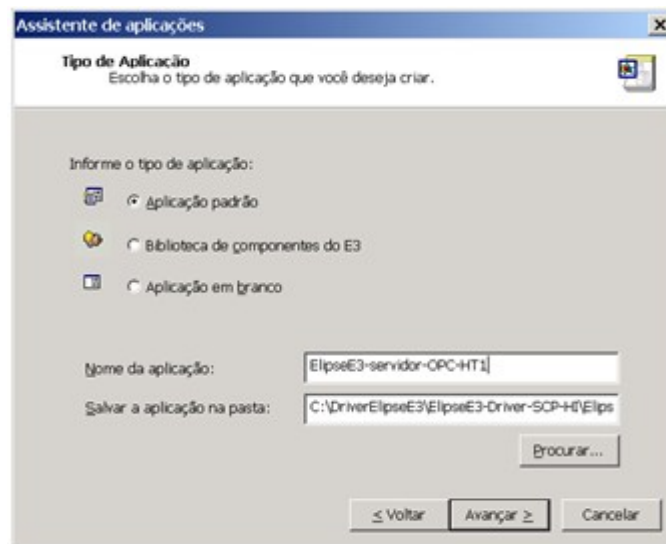 Assistente de aplicações
Tipo de Aplicação
Escolha o tipo de aplicação que você deseja criar.
Informe o tipo de aplicação:
Aplicação padrão
Biblioteca de componentes do E3
Aplicação em branco
Nome da aplicação:
ElipseE3-servidor-OPC-HT1
Salvar a aplicação na pasta:
C:\DriverElipseE3\ElipseE3-Driver-SCP-HI\Elips
Procurar...
< Voltar
Avançar >
Cancelar